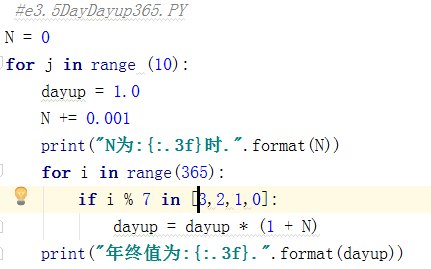 #e3.5DayDayup365.PY
N = 0
for j in range (10):
    dayup = 1.0
    N += 0.001
    print("N为:{:.3f}时.".format(N))
    for i in range(365):
        if i % 7 in [3,2,1,0]:
            dayup = dayup * (1 + N)
    print("年终值为:{:.3f}.".format(dayup))